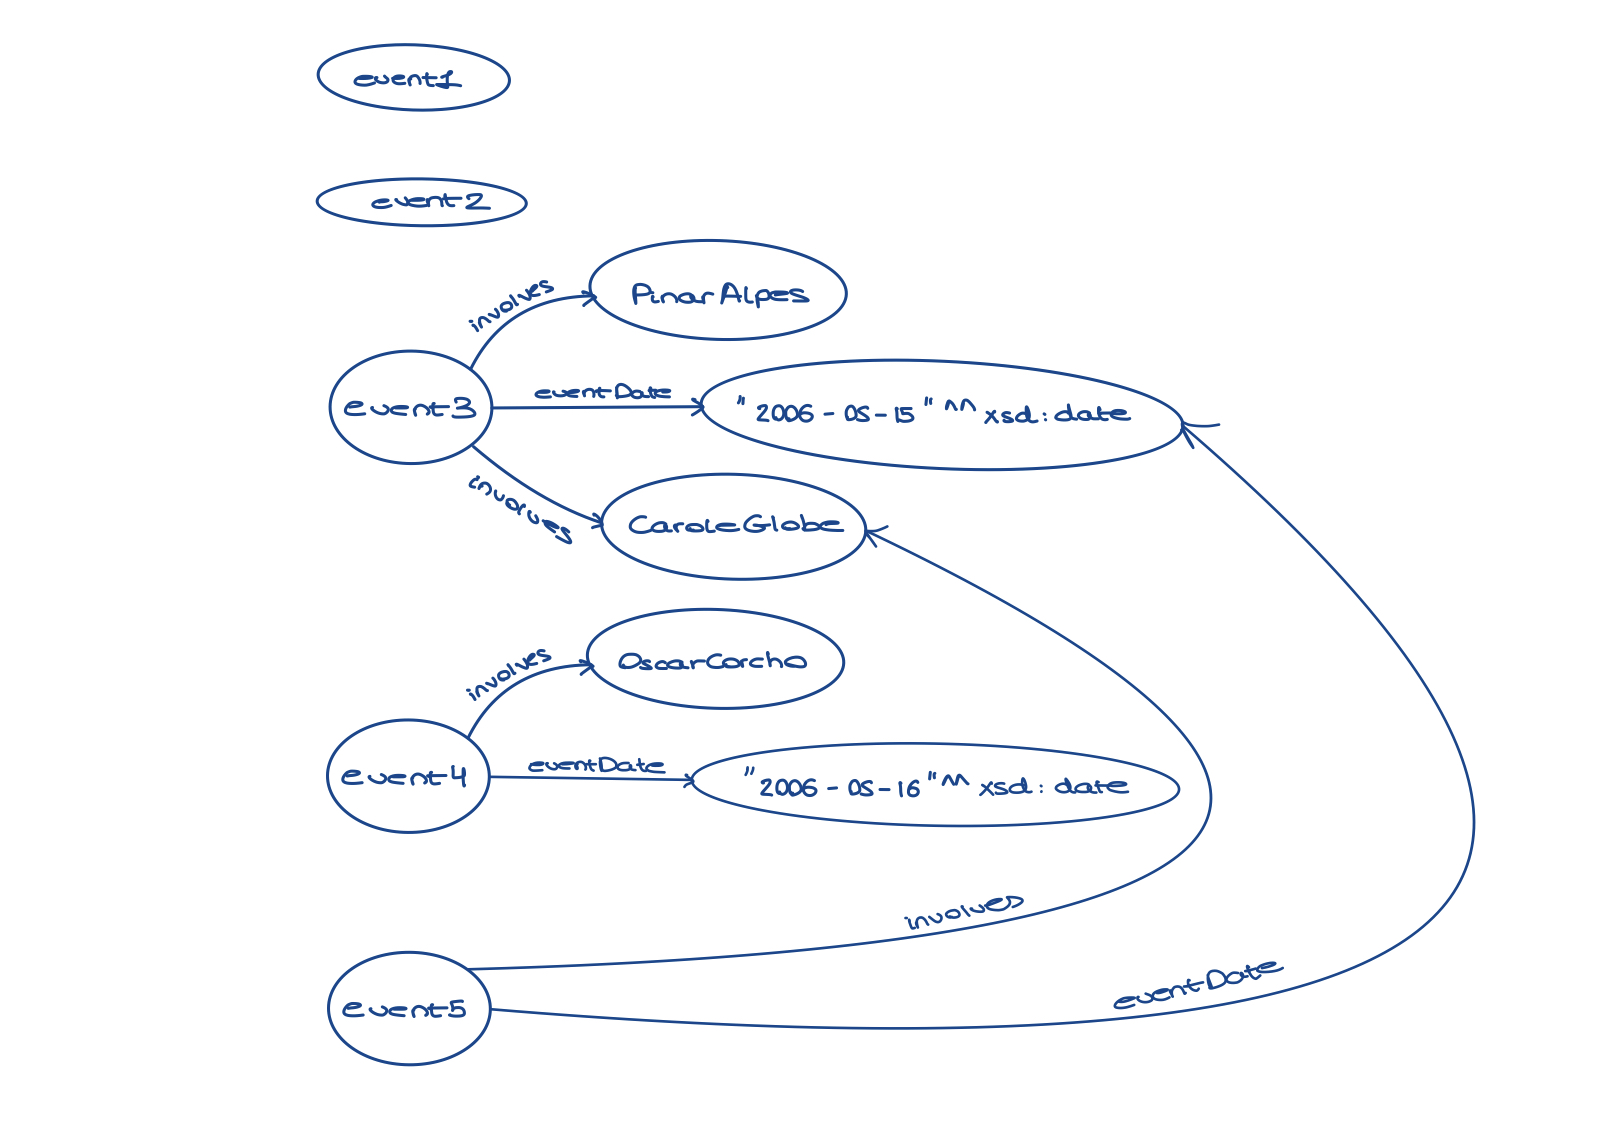 event1
event2
involves
PinarAlpes
event3
eventDate
"2006-05-15"^^xsd:date
involves
CaroleGlobe
involves
OscarCorcho
event4
eventDate
"2006-05-16"^^xsd:date
involves
eventDate
event5